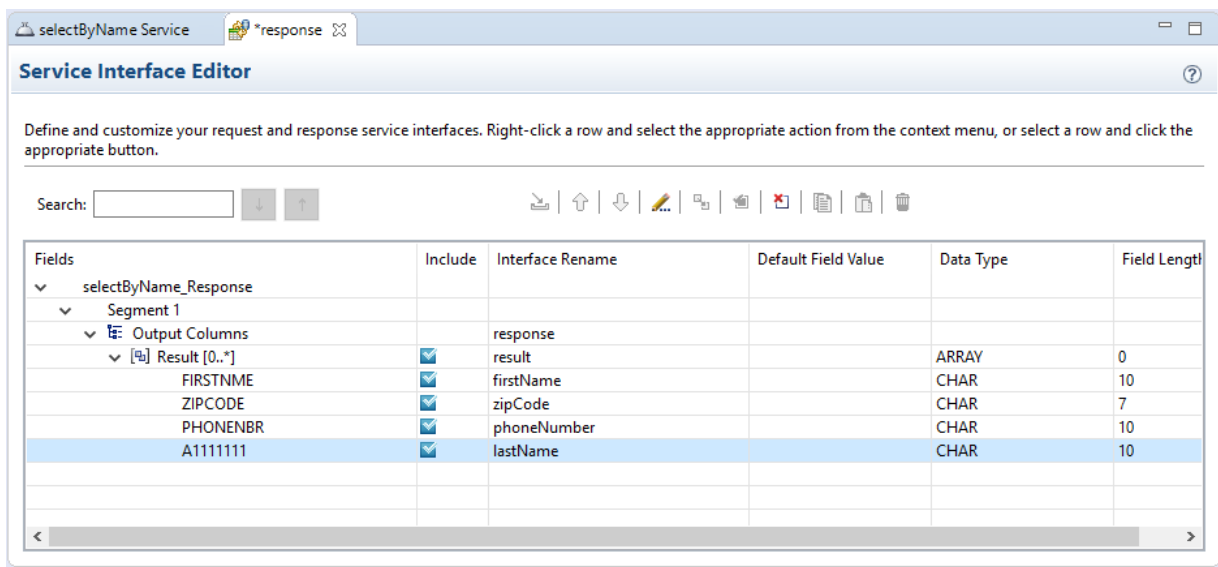 selectByName Service *response
Service Interface Editor
Define and customize your request and response service interfaces. Right-click a row and select the appropriate action from the context menu, or select a row and click the
appropriate button.
Search:
Fields Include Interface Rename Default Field Value Data Type Field Length
selectByName_Response
Segment 1
Output Columns response
Result [0..*] result ARRAY 0
FIRSTNME firstName CHAR 10
ZIPCODE zipCode CHAR 7
PHONENBR phoneNumber CHAR 10
A1111111 lastName CHAR 10